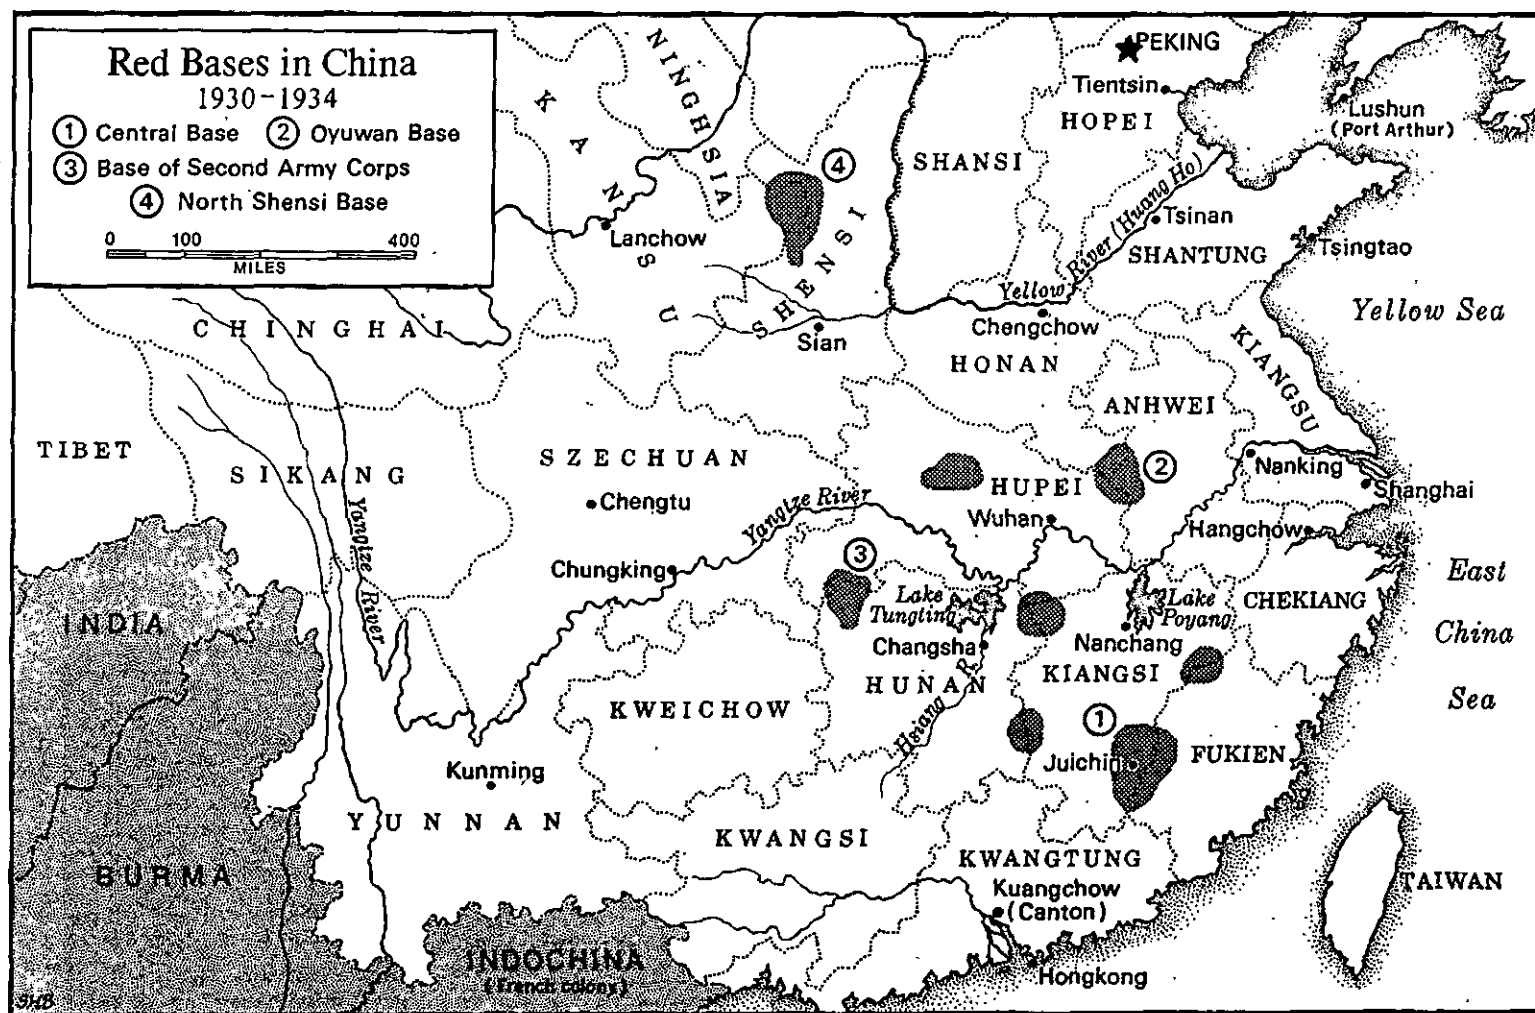 Red Bases in China
1930-1934
① Central Base ② Oyuwan Base
③ Base of Second Army Corps
④ North Shensi Base
0 100 400
MILES
PEKING
Tientsin
HOPEI
Lushun
(Port Arthur)
NINGHSIA
KANSU
SHANSI
④
SHENSI
Lanchow
Yellow River (Huang Ho)
Tsinan
SHANTUNG
Tsingtao
Yellow Sea
CHINGHAI
Sian
Chengchow
HONAN
KIANGSU
ANHWEI
TIBET
SIKANG
SZECHUAN
Chengtu
HUPEI
②
Nanking
Shanghai
Yangtze River
Yangtze River
Wuhan
Hangchow
Chungking
③
Lake
Tungting
Lake
Poyang
CHEKIANG
East
China
Sea
INDIA
Changsha
Nanchang
HUNAN
KIANGSI
Hsiang R.
KWEICHOW
①
Juichin
FUKIEN
Kunming
YUNNAN
KWANGSI
KWANGTUNG
Kuangchow
(Canton)
TAIWAN
BURMA
INDOCHINA
(French colony)
Hongkong
SHB